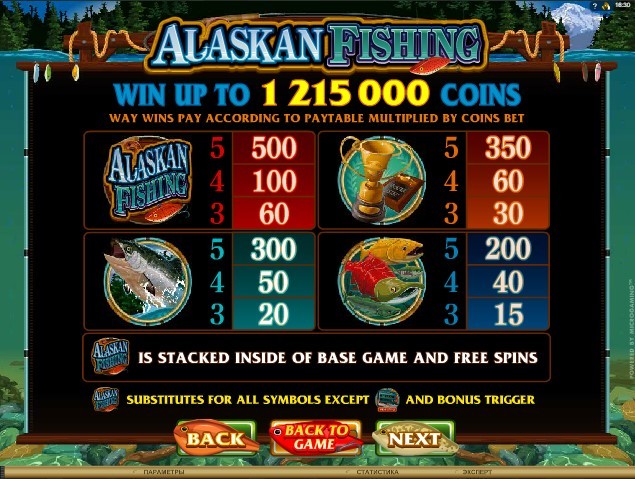 ? 18:30
ALASKAN FISHING
WIN UP TO 1 215 000 COINS
WAY WINS PAY ACCORDING TO PAYTABLE MULTIPLIED BY COINS BET
ALASKAN FISHING
5 500
4 100
3 60
5 350
4 60
3 30
5 300
4 50
3 20
5 200
4 40
3 15
ALASKAN FISHING IS STACKED INSIDE OF BASE GAME AND FREE SPINS
ALASKAN FISHING SUBSTITUTES FOR ALL SYMBOLS EXCEPT AND BONUS TRIGGER
BACK
BACK TO GAME
NEXT
POWERED BY MICROGAMING™
ПАРАМЕТРЫ СТАТИСТИКА ЭКСПЕРТ